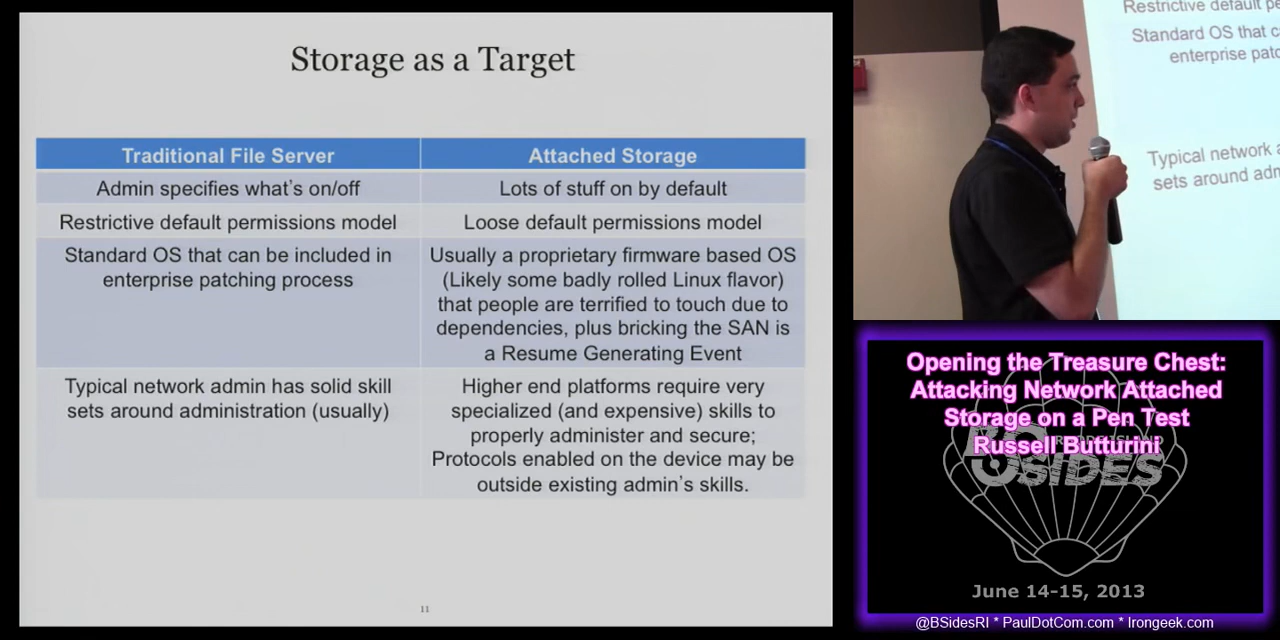 Storage as a Target
Traditional File Server
Attached Storage
Admin specifies what's on/off
Lots of stuff on by default
Restrictive default permissions model
Loose default permissions model
Standard OS that can be included in
enterprise patching process
Usually a proprietary firmware based OS
(Likely some badly rolled Linux flavor)
that people are terrified to touch due to
dependencies, plus bricking the SAN is
a Resume Generating Event
Typical network admin has solid skill
sets around administration (usually)
Higher end platforms require very
specialized (and expensive) skills to
properly administer and secure;
Protocols enabled on the device may be
outside existing admin's skills.
11
Restrictive default pe
Standard OS that c
enterprise patc
Typical network a
sets around adm
Opening the Treasure Chest:
Attacking Network Attached
Storage on a Pen Test
Russell Butturini
BSIDES
June 14-15, 2013
@BSidesRI * PaulDotCom.com * Irongeek.com